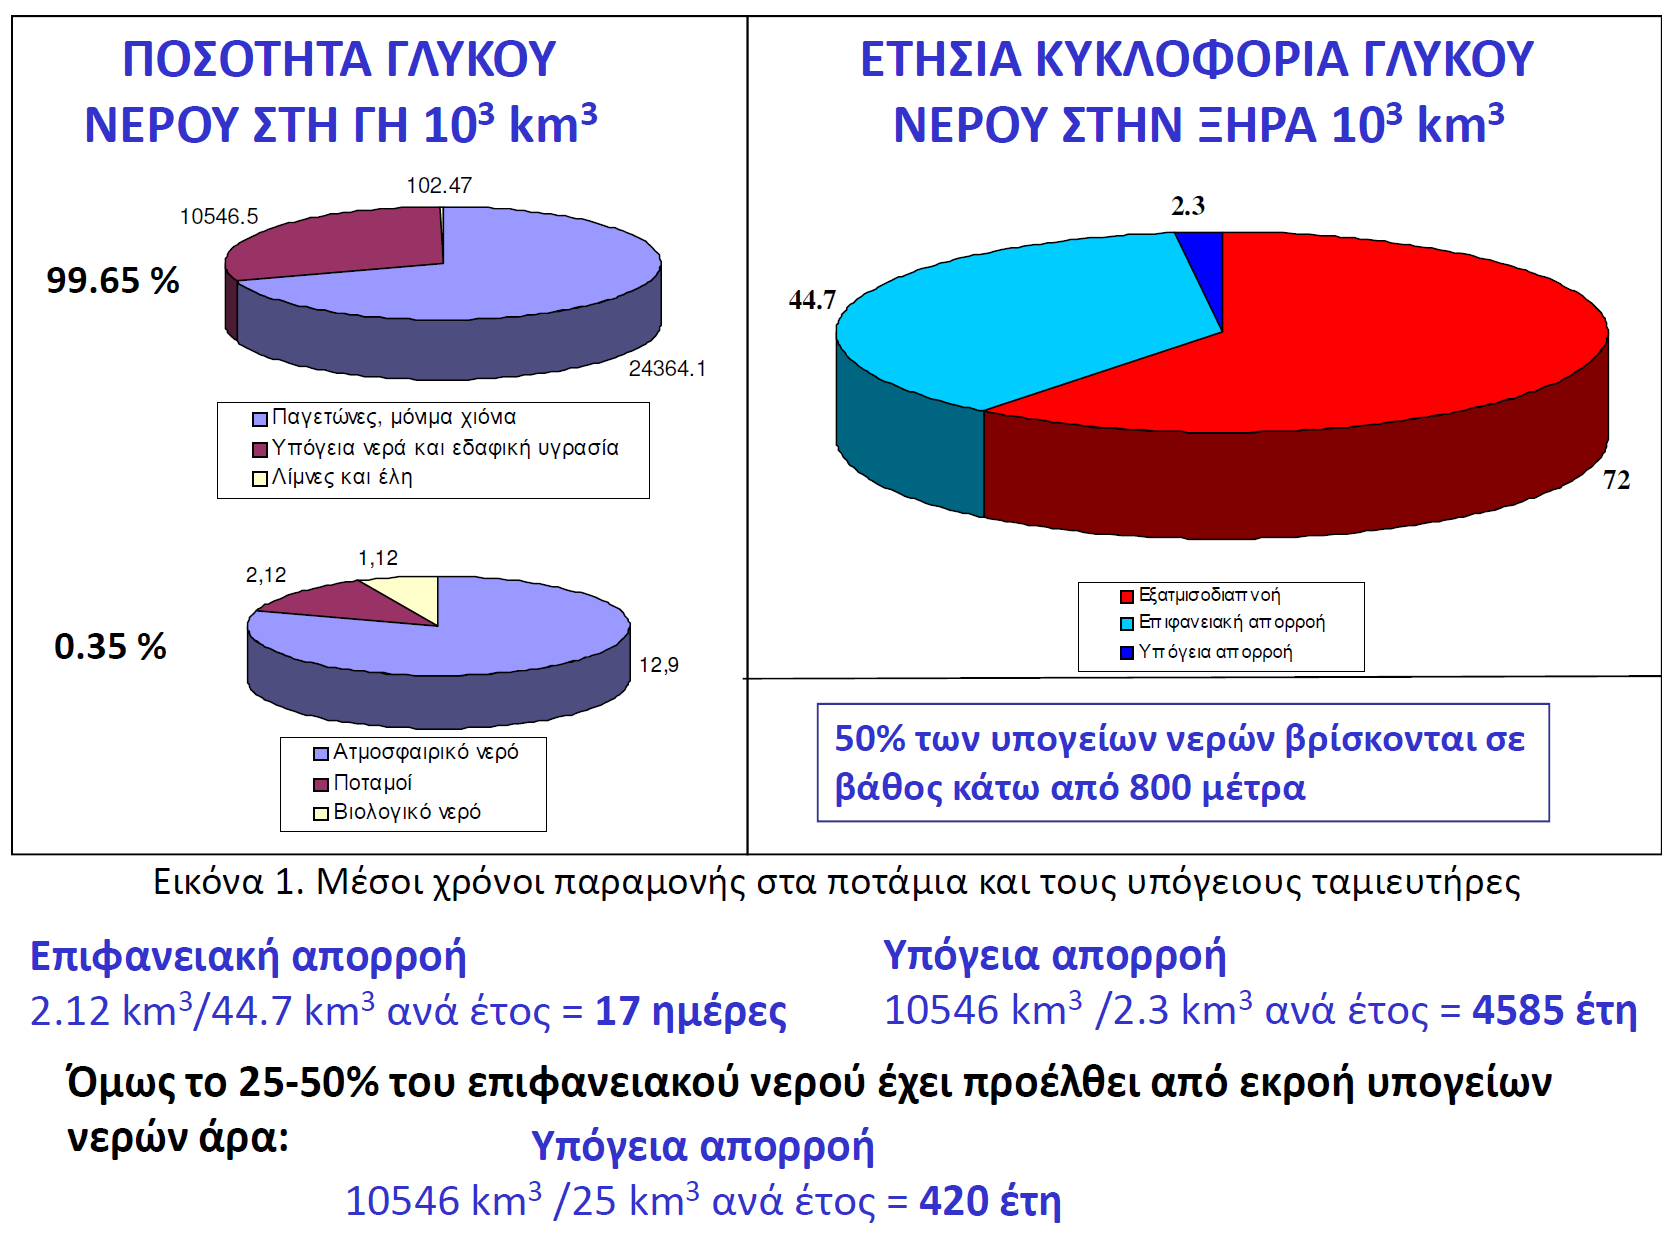 ΠΟΣΟΤΗΤΑ ΓΛΥΚΟΥ
ΝΕΡΟΥ ΣΤΗ ΓΗ 10³ km³
102.47
10546.5
99.65 %
24364.1
Παγετώνες, μόνιμα χιόνια
Υπόγεια νερά και εδαφική υγρασία
Λίμνες και έλη
1,12
2,12
0.35 %
12,9
Ατμοσφαιρικό νερό
Ποταμοί
Βιολογικό νερό
ΕΤΗΣΙΑ ΚΥΚΛΟΦΟΡΙΑ ΓΛΥΚΟΥ
ΝΕΡΟΥ ΣΤΗΝ ΞΗΡΑ 10³ km³
2.3
44.7
72
Εξατμισοδιαπνοή
Επιφανειακή απορροή
Υπόγεια απορροή
50% των υπογείων νερών βρίσκονται σε
βάθος κάτω από 800 μέτρα
Εικόνα 1. Μέσοι χρόνοι παραμονής στα ποτάμια και τους υπόγειους ταμιευτήρες
Επιφανειακή απορροή
2.12 km³/44.7 km³ ανά έτος = 17 ημέρες
Υπόγεια απορροή
10546 km³ /2.3 km³ ανά έτος = 4585 έτη
Όμως το 25-50% του επιφανειακού νερού έχει προέλθει από εκροή υπογείων
νερών άρα:
Υπόγεια απορροή
10546 km³ /25 km³ ανά έτος = 420 έτη